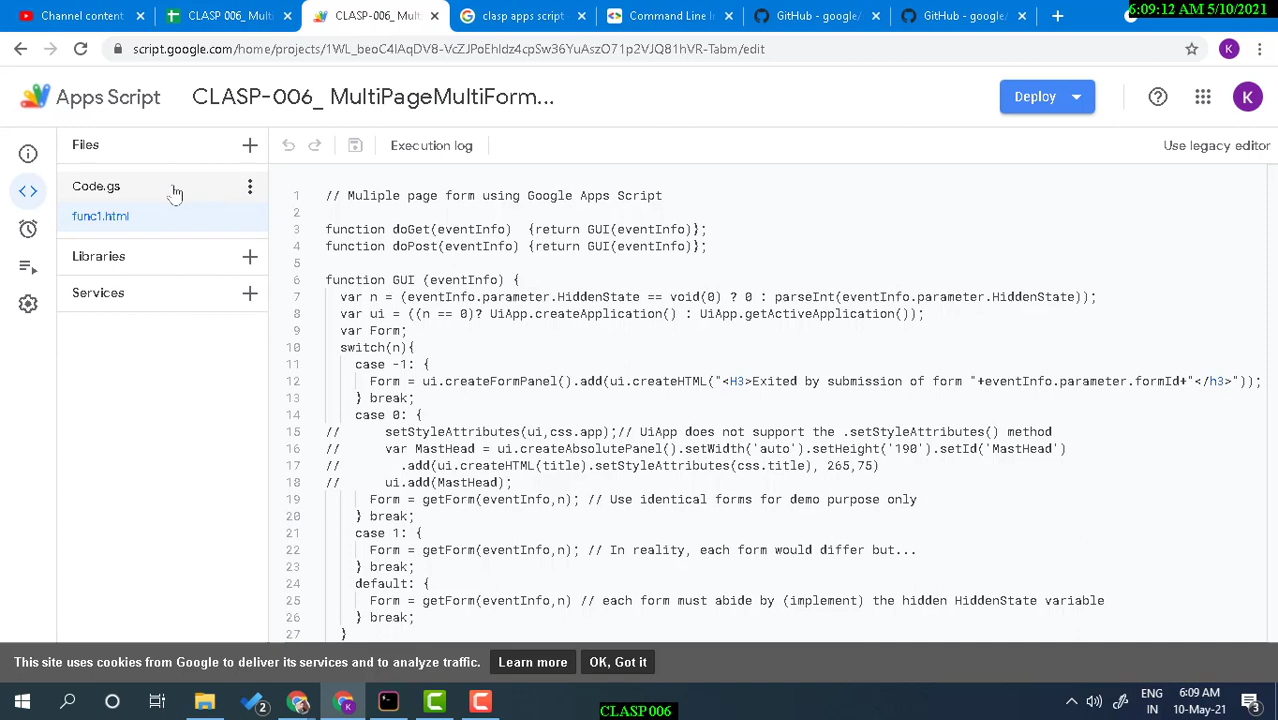 6:09:12 AM 5/10/2021
Channel content
CLASP 006_ Mult
CLASP-006_ Mult
clasp apps script
Command Line I
GitHub - google/
GitHub - google/
script.google.com/home/projects/1WL_beoC4IAqDV8-VcZJPoEhIdz4cpSw36YuAszO71p2VJQ81hVR-Tabm/edit
K
Apps Script
CLASP-006_ MultiPageMultiForm...
Deploy
K
Files
Execution log
Use legacy editor
Code.gs
func1.html
Libraries
Services
1 // Muliple page form using Google Apps Script
2
3 function doGet(eventInfo)  {return GUI(eventInfo)};
4 function doPost(eventInfo) {return GUI(eventInfo)};
5
6 function GUI (eventInfo) {
7 var n = (eventInfo.parameter.HiddenState == void(0) ? 0 : parseInt(eventInfo.parameter.HiddenState));
8 var ui = ((n == 0)? UiApp.createApplication() : UiApp.getActiveApplication());
9 var Form;
10 switch(n){
11 case -1: {
12 Form = ui.createFormPanel().add(ui.createHTML("<H3>Exited by submission of form "+eventInfo.parameter.formId+"</h3>"));
13 } break;
14 case 0: {
15 // setStyleAttributes(ui,css.app);// UiApp does not support the .setStyleAttributes() method
16 // var MastHead = ui.createAbsolutePanel().setWidth('auto').setHeight('190').setId('MastHead')
17 // .add(ui.createHTML(title).setStyleAttributes(css.title), 265,75)
18 // ui.add(MastHead);
19 Form = getForm(eventInfo,n); // Use identical forms for demo purpose only
20 } break;
21 case 1: {
22 Form = getForm(eventInfo,n); // In reality, each form would differ but...
23 } break;
24 default: {
25 Form = getForm(eventInfo,n) // each form must abide by (implement) the hidden HiddenState variable
26 } break;
27 }
This site uses cookies from Google to deliver its services and to analyze traffic.
Learn more
OK, Got it
2
ENG
IN
6:09 AM
10-May-21
3
CLASP006